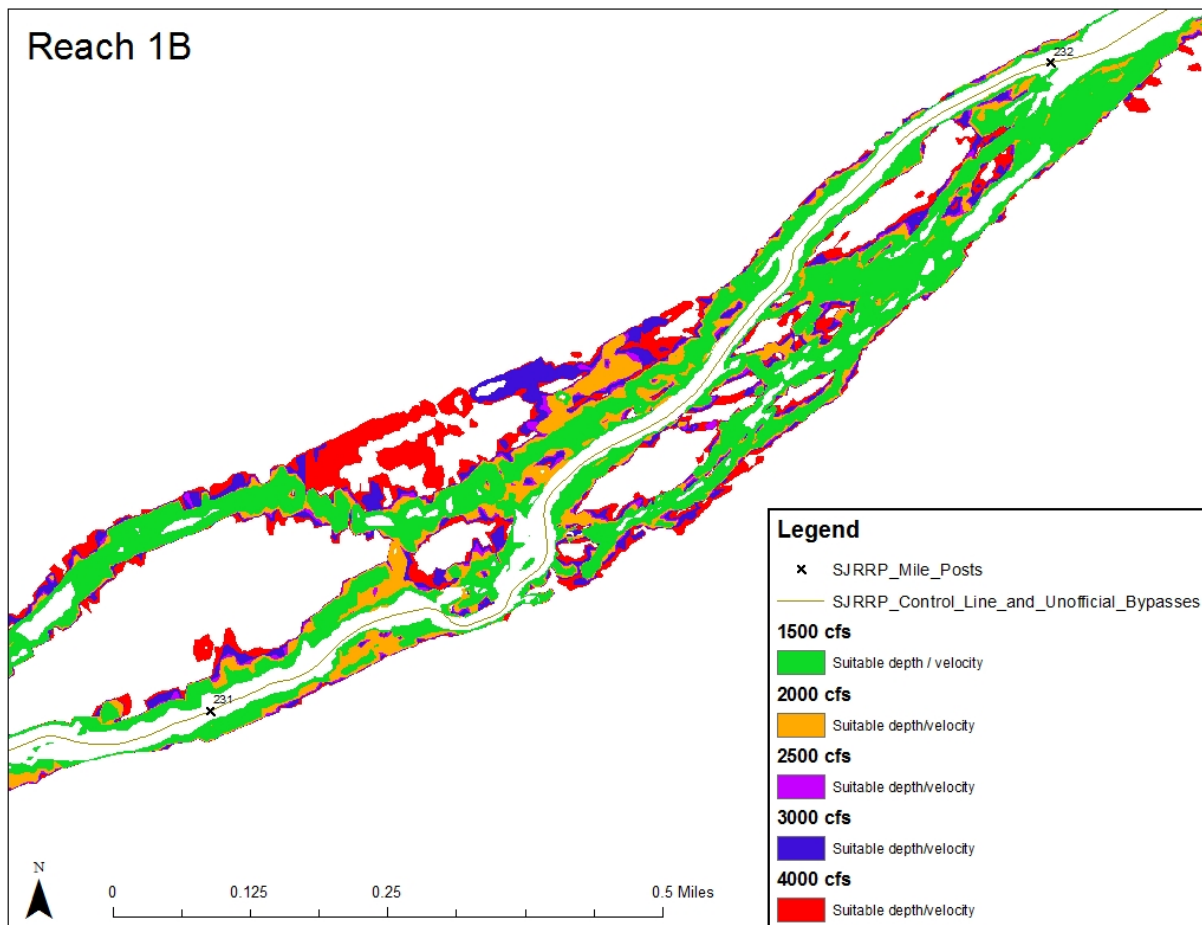 Reach 1B
232
231
N
0 0.125 0.25 0.5 Miles
Legend
SJRRP_Mile_Posts
SJRRP_Control_Line_and_Unofficial_Bypasses
1500 cfs
Suitable depth / velocity
2000 cfs
Suitable depth/velocity
2500 cfs
Suitable depth/velocity
3000 cfs
Suitable depth/velocity
4000 cfs
Suitable depth/velocity